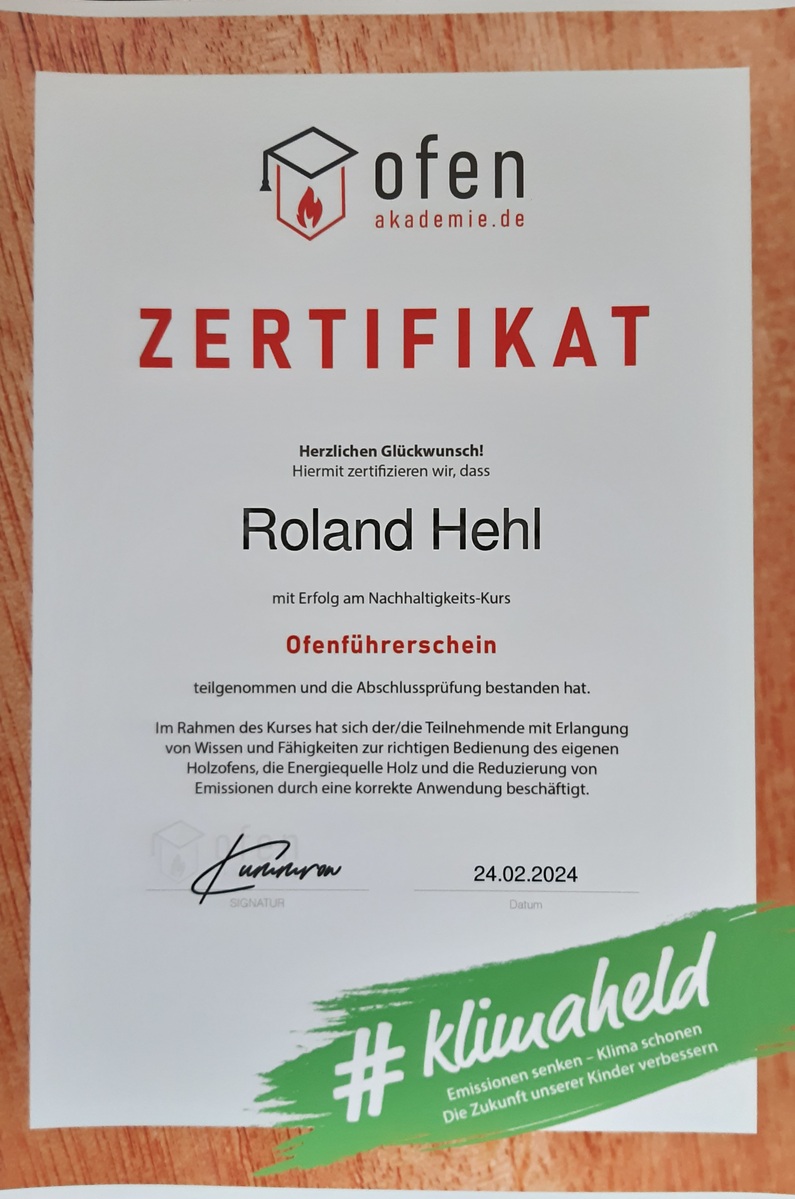 ofen
akademie.de
ZERTIFIKAT
Herzlichen Glückwunsch!
Hiermit zertifizieren wir, dass
Roland Hehl
mit Erfolg am Nachhaltigkeits-Kurs
Ofenführerschein
teilgenommen und die Abschlussprüfung bestanden hat.
Im Rahmen des Kurses hat sich der/die Teilnehmende mit Erlangung
von Wissen und Fähigkeiten zur richtigen Bedienung des eigenen
Holzofens, die Energiequelle Holz und die Reduzierung von
Emissionen durch eine korrekte Anwendung beschäftigt.
ofen
24.02.2024
SIGNATUR
Datum
#klimaheld
Emissionen senken – Klima schonen
Die Zukunft unserer Kinder verbessern